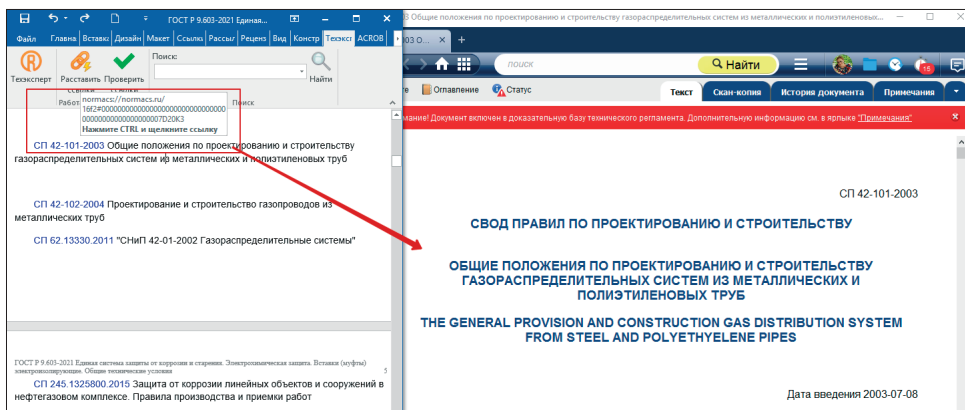 ГОСТ Р 9.603-2021 Единая...
Файл Главна Вставка Дизайн Макет Ссылки Рассыл Реценз Вид Констр Техэксп ACROB
Техэксперт
Расставить ссылки
Проверить ссылки
Работ
Поиск:
Найти
Поиск
normacs://normacs.ru/
Нажмите CTRL и щелкните ссылку
СП 42-101-2003 Общие положения по проектированию и строительству
газораспределительных систем из металлических и полиэтиленовых труб
СП 42-102-2004 Проектирование и строительство газопроводов из
металлических труб
СП 62.13330.2011 "СНиП 42-01-2002 Газораспределительные системы"
ГОСТ Р 9.603-2021 Единая система защиты от коррозии и старения. Электрохимическая защита. Вставки (муфты)
электроизолирующие. Общие технические условия 5
СП 245.1325800.2015 Защита от коррозии линейных объектов и сооружений в
нефтегазовом комплексе. Правила производства и приемки работ
Общие положения по проектированию и строительству газораспределительных систем из металлических и полиэтиленовых...
поиск
Найти
15
Оглавление Статус
Текст Скан-копия История документа Примечания
Документ включен в доказательную базу технического регламента. Дополнительную информацию см. в ярлыке "Примечания"
СП 42-101-2003
СВОД ПРАВИЛ ПО ПРОЕКТИРОВАНИЮ И СТРОИТЕЛЬСТВУ
ОБЩИЕ ПОЛОЖЕНИЯ ПО ПРОЕКТИРОВАНИЮ И СТРОИТЕЛЬСТВУ
ГАЗОРАСПРЕДЕЛИТЕЛЬНЫХ СИСТЕМ ИЗ МЕТАЛЛИЧЕСКИХ И
ПОЛИЭТИЛЕНОВЫХ ТРУБ
THE GENERAL PROVISION AND CONSTRUCTION GAS DISTRIBUTION SYSTEM
FROM STEEL AND POLYETHYELENE PIPES
Дата введения 2003-07-08